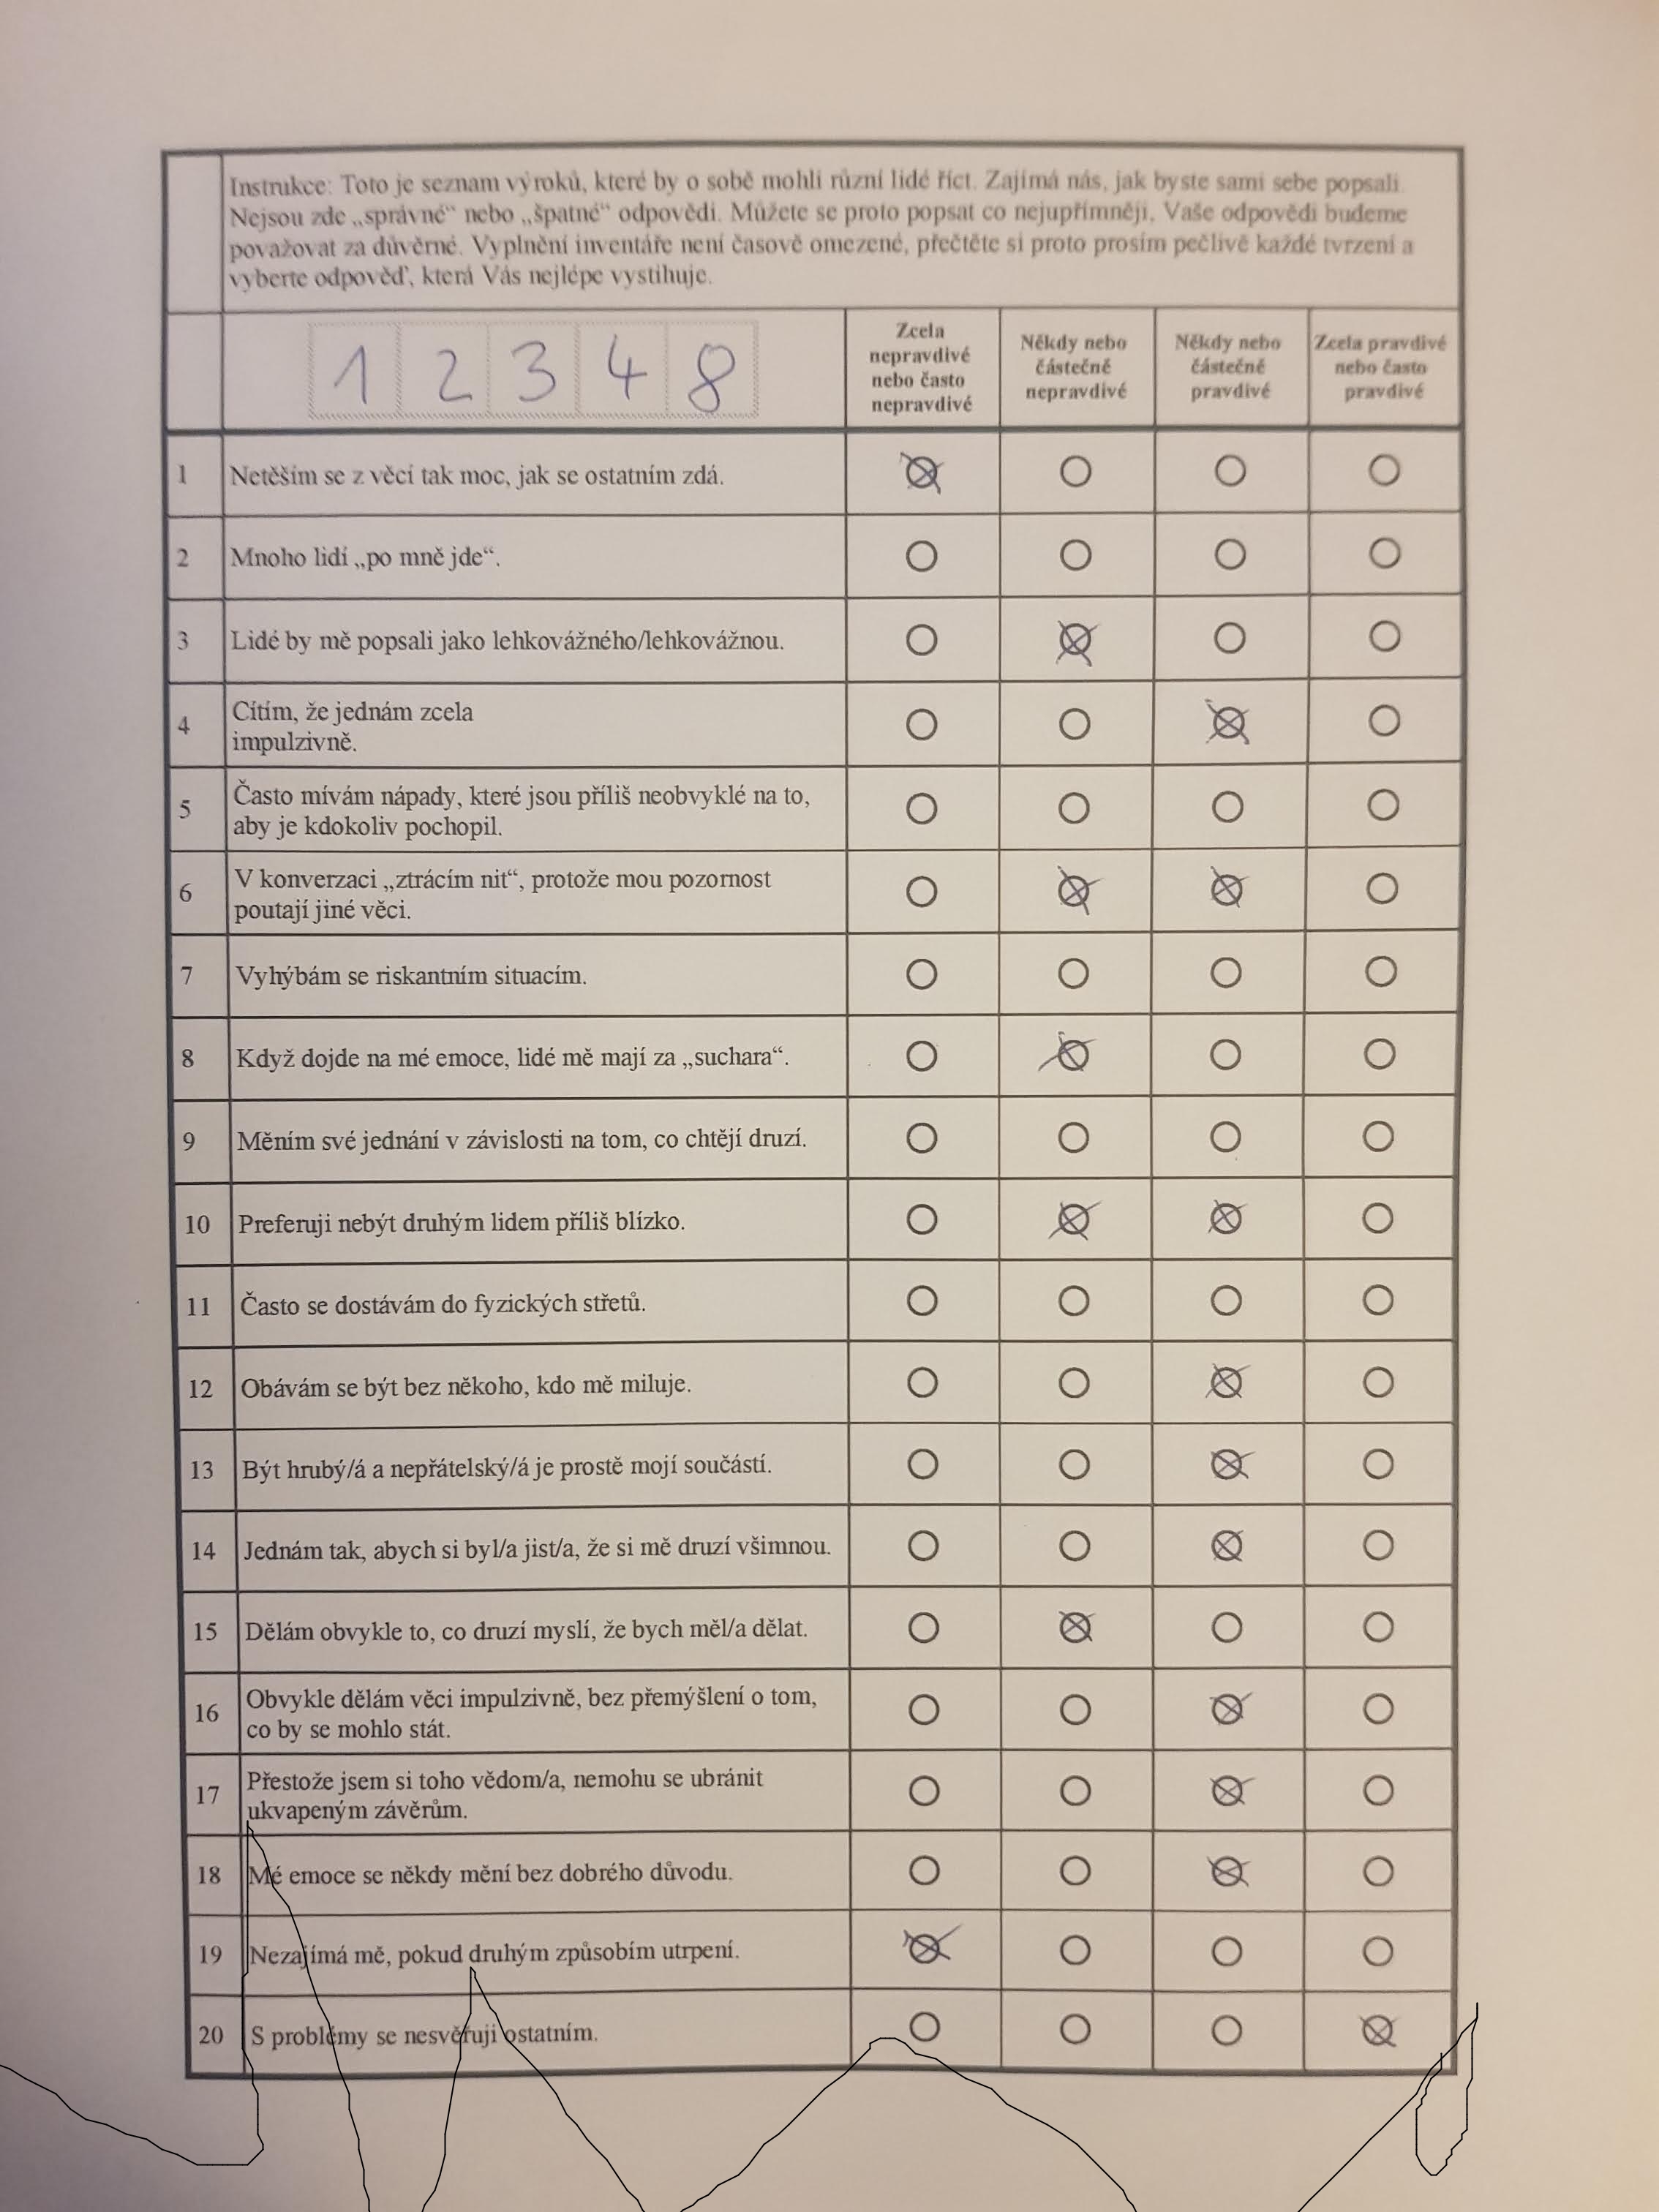 Instrukce: Toto je seznam výroků, které by o sobě mohli různí lidé říct. Zajímá nás, jak byste sami sebe popsali.
Nejsou zde „správné“ nebo „špatné“ odpovědi. Můžete se proto popsat co nejupřímněji, Vaše odpovědi budeme
považovat za důvěrné. Vyplnění inventáře není časově omezené, přečtěte si proto prosím pečlivě každé tvrzení a
vyberte odpověď, která Vás nejlépe vystihuje.
1 2 3 4 8
Zcela
nepravdivé
nebo často
nepravdivé
Někdy nebo
částečně
nepravdivé
Někdy nebo
částečně
pravdivé
Zcela pravdivé
nebo často
pravdivé
1 Netěším se z věcí tak moc, jak se ostatním zdá.
2 Mnoho lidí „po mně jde“.
3 Lidé by mě popsali jako lehkovážného/lehkovážnou.
4 Cítím, že jednám zcela
impulzivně.
5 Často mívám nápady, které jsou příliš neobvyklé na to,
aby je kdokoliv pochopil.
6 V konverzaci „ztrácím nit“, protože mou pozornost
poutají jiné věci.
7 Vyhýbám se riskantním situacím.
8 Když dojde na mé emoce, lidé mě mají za „suchara“.
9 Měním své jednání v závislosti na tom, co chtějí druzí.
10 Preferuji nebýt druhým lidem příliš blízko.
11 Často se dostávám do fyzických střetů.
12 Obávám se být bez někoho, kdo mě miluje.
13 Být hrubý/á a nepřátelský/á je prostě mojí součástí.
14 Jednám tak, abych si byl/a jist/a, že si mě druzí všimnou.
15 Dělám obvykle to, co druzí myslí, že bych měl/a dělat.
16 Obvykle dělám věci impulzivně, bez přemýšlení o tom,
co by se mohlo stát.
17 Přestože jsem si toho vědom/a, nemohu se ubránit
ukvapeným závěrům.
18 Mé emoce se někdy mění bez dobrého důvodu.
19 Nezajímá mě, pokud druhým způsobím utrpení.
20 S problémy se nesvěřuji ostatním.